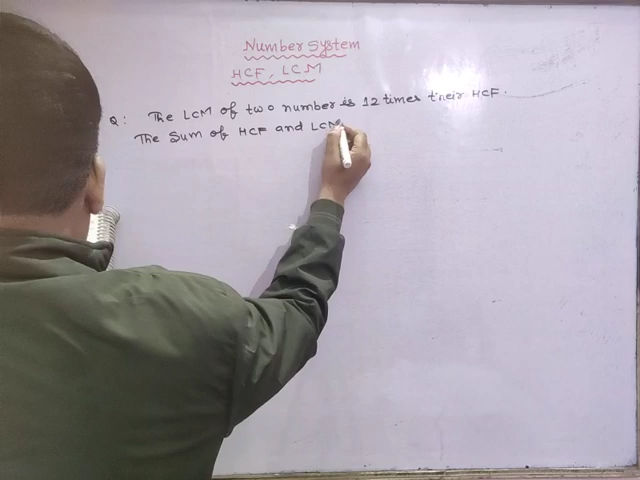 Number System
HCF, LCM
Q: The LCM of two number is 12 times their HCF.
The Sum of HCF and LCM